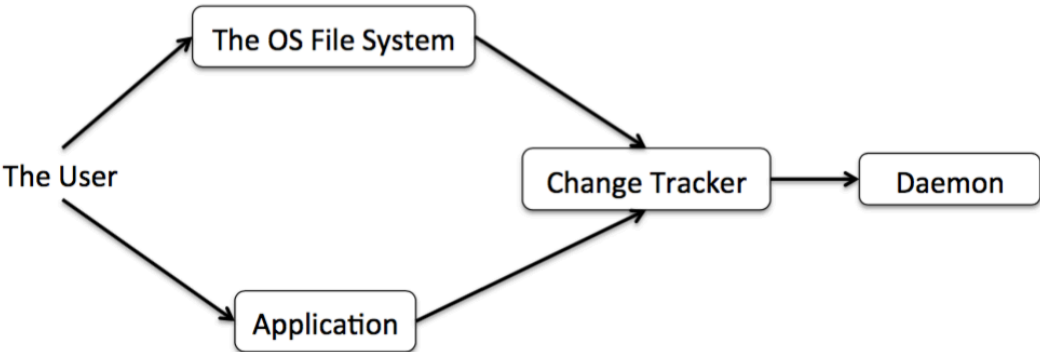 The OS File System
The User
Change Tracker
Daemon
Application